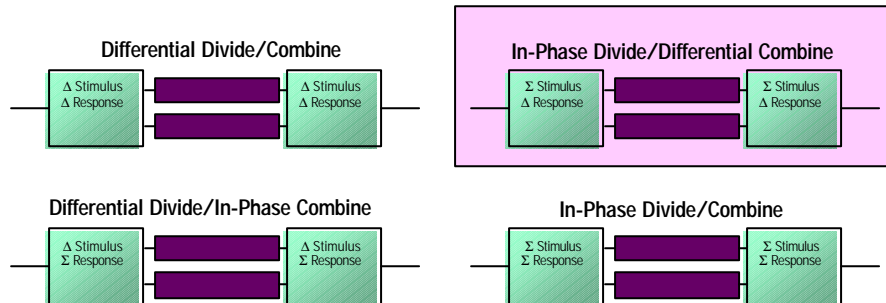 Differential Divide/Combine
Δ Stimulus
Δ Response
Δ Stimulus
Δ Response
In-Phase Divide/Differential Combine
Σ Stimulus
Δ Response
Σ Stimulus
Δ Response
Differential Divide/In-Phase Combine
Δ Stimulus
Σ Response
Δ Stimulus
Σ Response
In-Phase Divide/Combine
Σ Stimulus
Σ Response
Σ Stimulus
Σ Response